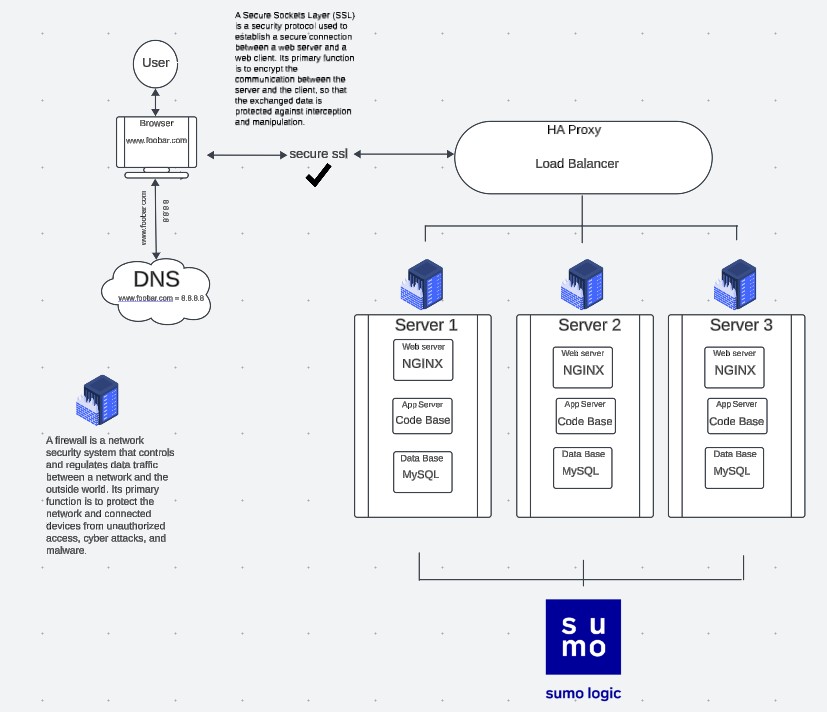 A Secure Sockets Layer (SSL)
is a security protocol used to
establish a secure connection
between a web server and a
web client. Its primary function
is to encrypt the
communication between the
server and the client, so that
the exchanged data is
protected against interception
and manipulation.
User
Browser
www.foobar.com
secure ssl
HA Proxy
Load Balancer
www.foobar.com
8.8.8.8
DNS
www.foobar.com = 8.8.8.8
Server 1
Web server
NGINX
App Server
Code Base
Data Base
MySQL
Server 2
Web server
NGINX
App Server
Code Base
Data Base
MySQL
Server 3
Web server
NGINX
App Server
Code Base
Data Base
MySQL
A firewall is a network
security system that controls
and regulates data traffic
between a network and the
outside world. Its primary
function is to protect the
network and connected
devices from unauthorized
access, cyber attacks, and
malware.
su
mo
sumo logic